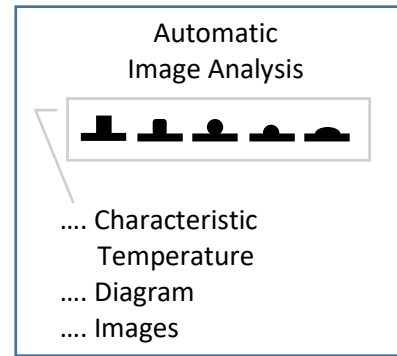 Automatic
Image Analysis
.... Characteristic
Temperature
.... Diagram
.... Images